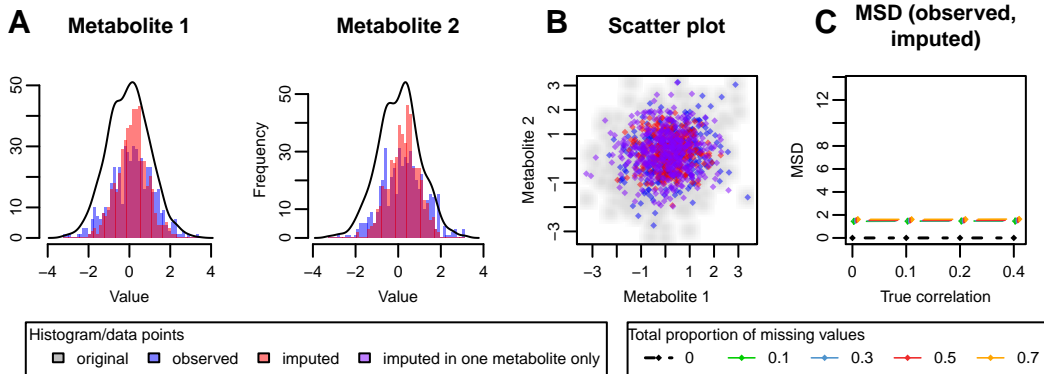 A
Metabolite 1
Metabolite 2
B
Scatter plot
C
MSD (observed,
imputed)
0 10 30 50
−4 −2 0 2 4
Value
Frequency
0 10 30 50
−4 −2 0 2 4
Value
Metabolite 2
−3 −1 1 2 3
−3 −1 1 2 3
Metabolite 1
MSD
0 2 4 8 12
0 0.1 0.2 0.4
True correlation
Histogram/data points
original observed imputed imputed in one metabolite only
Total proportion of missing values
0 0.1 0.3 0.5 0.7